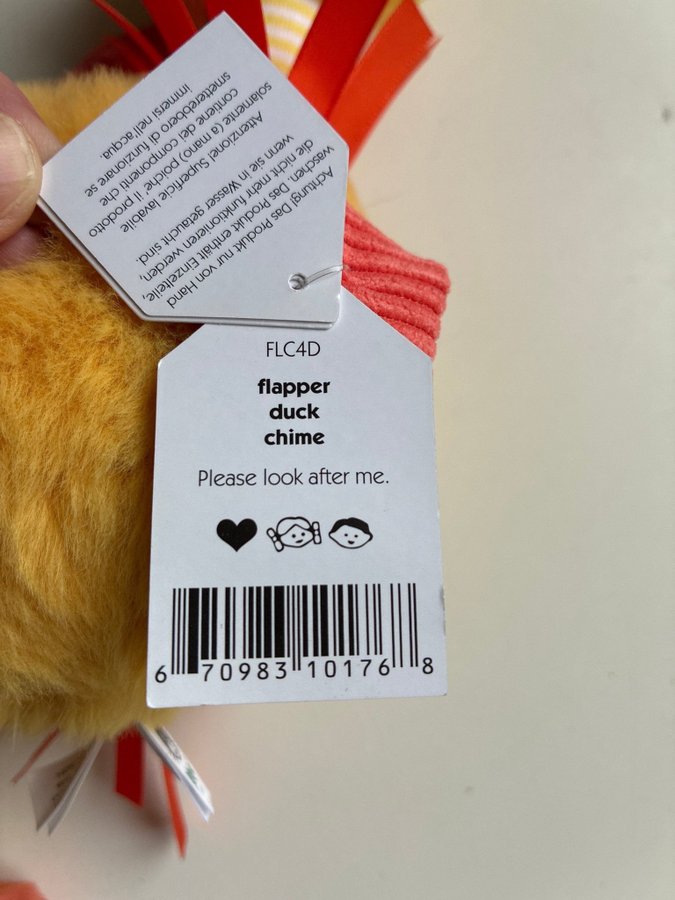 Achtung! Das Produkt nur von Hand
waschen. Das Produkt enthält Einzelteile,
die nicht mehr funktionieren werden,
wenn sie in Wasser getaucht sind.
Attenzione! Superficie lavabile
solamente (a mano) poiche' il prodotto
contiene dei componenti che
smetterebbero di funzionare se
immersi nell'acqua
FLC4D
flapper
duck
chime
Please look after me.
6 70983 10176 8